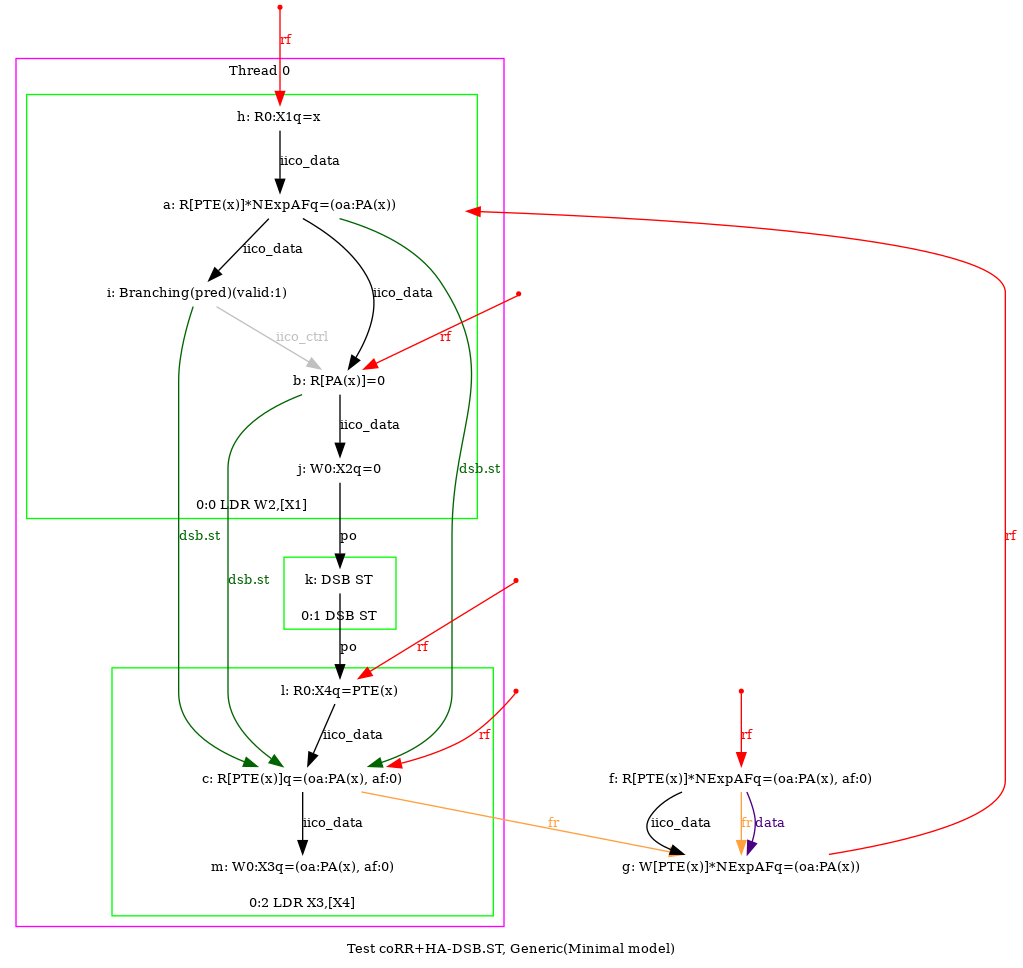 rf
Thread 0
h: R0:X1q=x
iico_data
a: R[PTE(x)]*NExpAFq=(oa:PA(x))
iico_data
iico_data
i: Branching(pred)(valid:1)
iico_ctrl
rf
b: R[PA(x)]=0
iico_data
j: W0:X2q=0
dsb.st
0:0 LDR W2,[X1]
dsb.st
po
rf
dsb.st
k: DSB ST
0:1 DSB ST
po
rf
l: R0:X4q=PTE(x)
iico_data
rf
rf
c: R[PTE(x)]q=(oa:PA(x), af:0)
f: R[PTE(x)]*NExpAFq=(oa:PA(x), af:0)
iico_data
fr
iico_data
fr
data
m: W0:X3q=(oa:PA(x), af:0)
g: W[PTE(x)]*NExpAFq=(oa:PA(x))
0:2 LDR X3,[X4]
Test coRR+HA-DSB.ST, Generic(Minimal model)